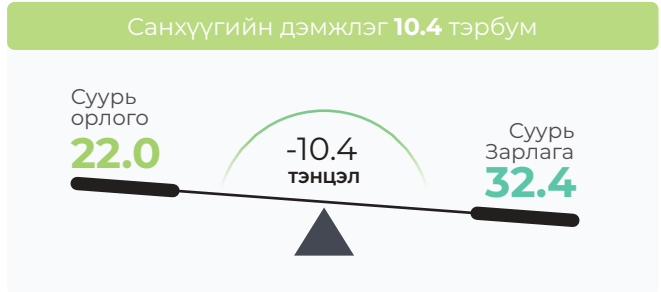 Санхүүгийн дэмжлэг 10.4 тэрбум
Суурь
орлого
22.0
-10.4
тэнцэл
Суурь
Зарлага
32.4